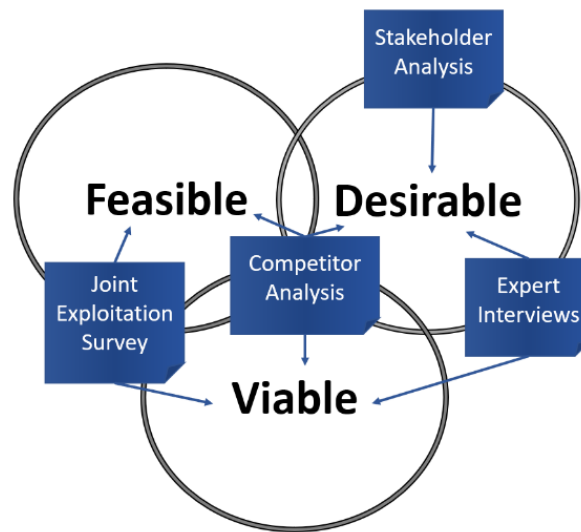 Stakeholder
Analysis
Feasible
Desirable
Joint
Exploitation
Survey
Competitor
Analysis
Expert
Interviews
Viable